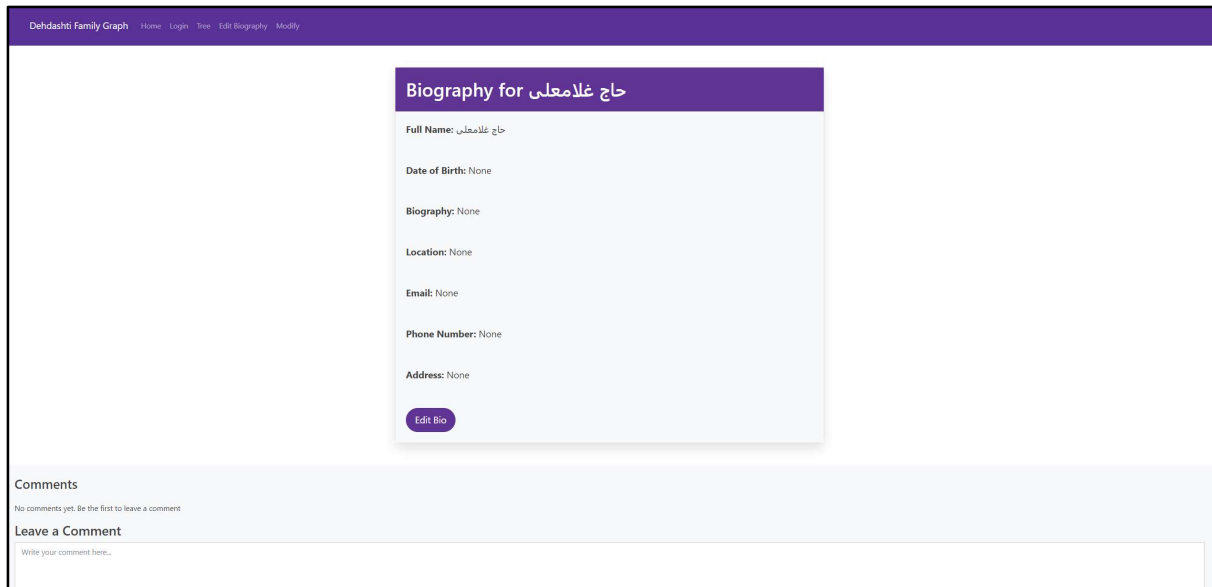 Dehdashti Family Graph Home Login Tree Edit Biography Modify
Biography for حاج غلامعلی
Full Name: حاج غلامعلی
Date of Birth: None
Biography: None
Location: None
Email: None
Phone Number: None
Address: None
Edit Bio
Comments
No comments yet. Be the first to leave a comment
Leave a Comment
Write your comment here...